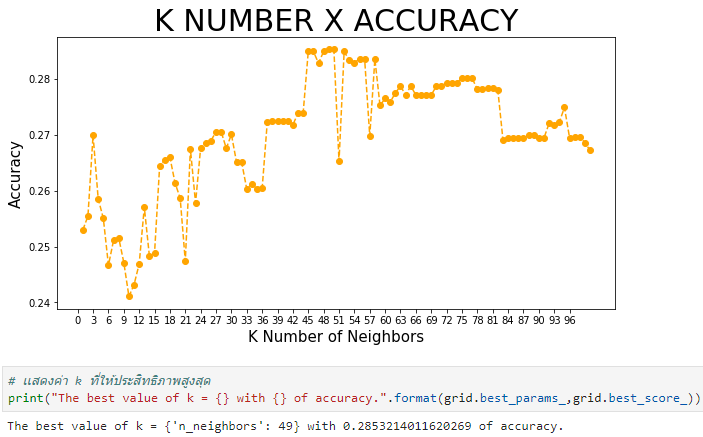 K NUMBER X ACCURACY
0.28
0.27
0.26
0.25
0.24
Accuracy
0 3 6 9 12 15 18 21 24 27 30 33 36 39 42 45 48 51 54 57 60 63 66 69 72 75 78 81 84 87 90 93 96
K Number of Neighbors
# แสดงค่า k ที่ให้ประสิทธิภาพสูงสุด
print("The best value of k = {} with {} of accuracy.".format(grid.best_params_,grid.best_score_))
The best value of k = {'n_neighbors': 49} with 0.2853214011620269 of accuracy.